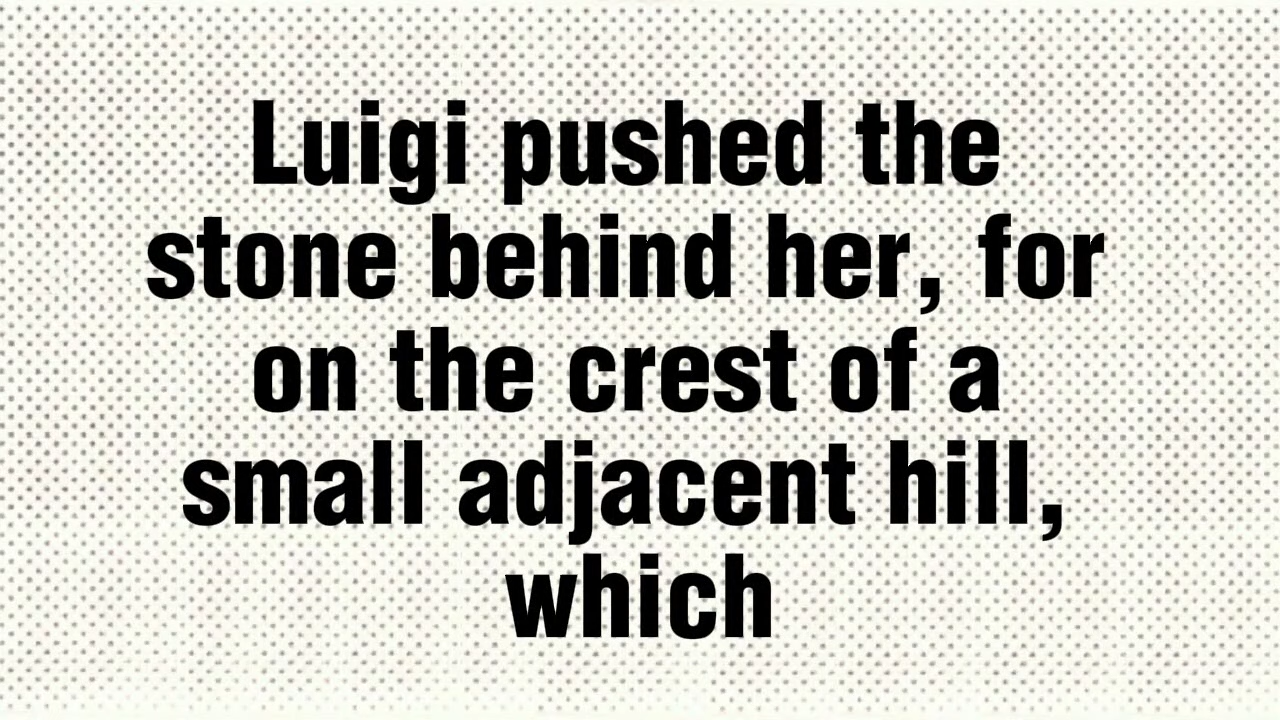 Luigi pushed the
stone behind her, for
on the crest of a
small adjacent hill,
which